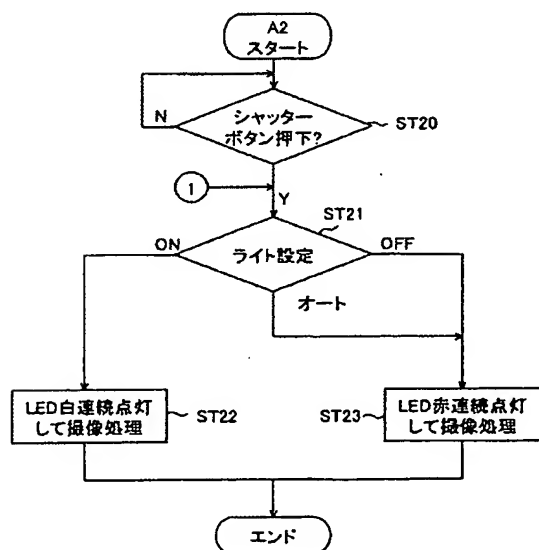 A2
スタート
N
シャッター
ボタン押下?
ST20
1
Y
ST21
ON
ライト設定
OFF
オート
LED白連続点灯
して撮像処理
ST22
ST23
LED赤連続点灯
して撮像処理
エンド